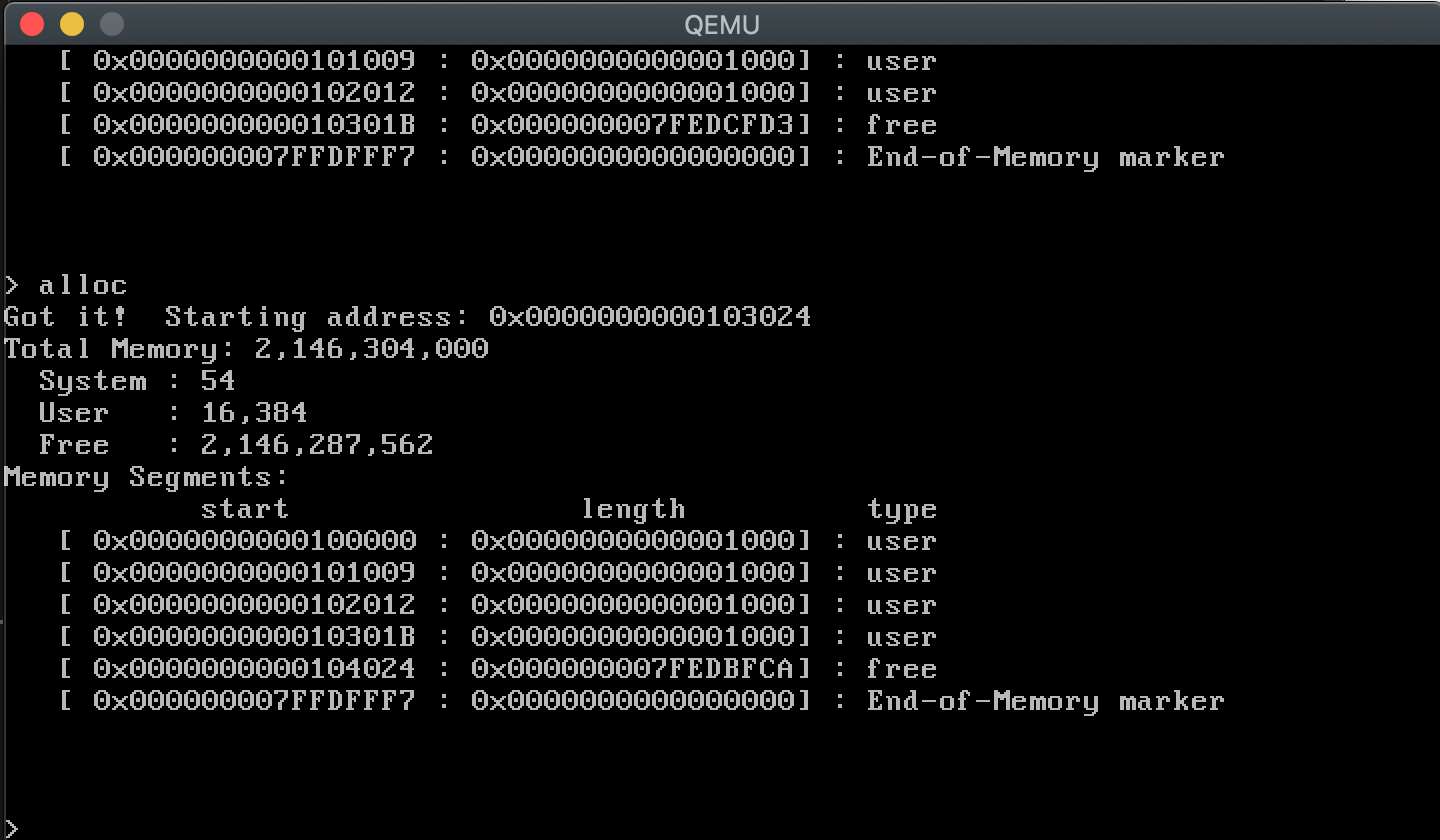 QEMU
[ 0x0000000000101009 : 0x0000000000001000] : user
[ 0x0000000000102012 : 0x0000000000001000] : user
[ 0x000000000010301B : 0x000000007FEDCFD3] : free
[ 0x000000007FFDFFF7 : 0x0000000000000000] : End-of-Memory marker
> alloc
Got it!  Starting address: 0x0000000000103024
Total Memory: 2,146,304,000
System : 54
User   : 16,384
Free   : 2,146,287,562
Memory Segments:
start length type
[ 0x0000000000100000 : 0x0000000000001000] : user
[ 0x0000000000101009 : 0x0000000000001000] : user
[ 0x0000000000102012 : 0x0000000000001000] : user
[ 0x000000000010301B : 0x0000000000001000] : user
[ 0x0000000000104024 : 0x000000007FEDBFCA] : free
[ 0x000000007FFDFFF7 : 0x0000000000000000] : End-of-Memory marker
>